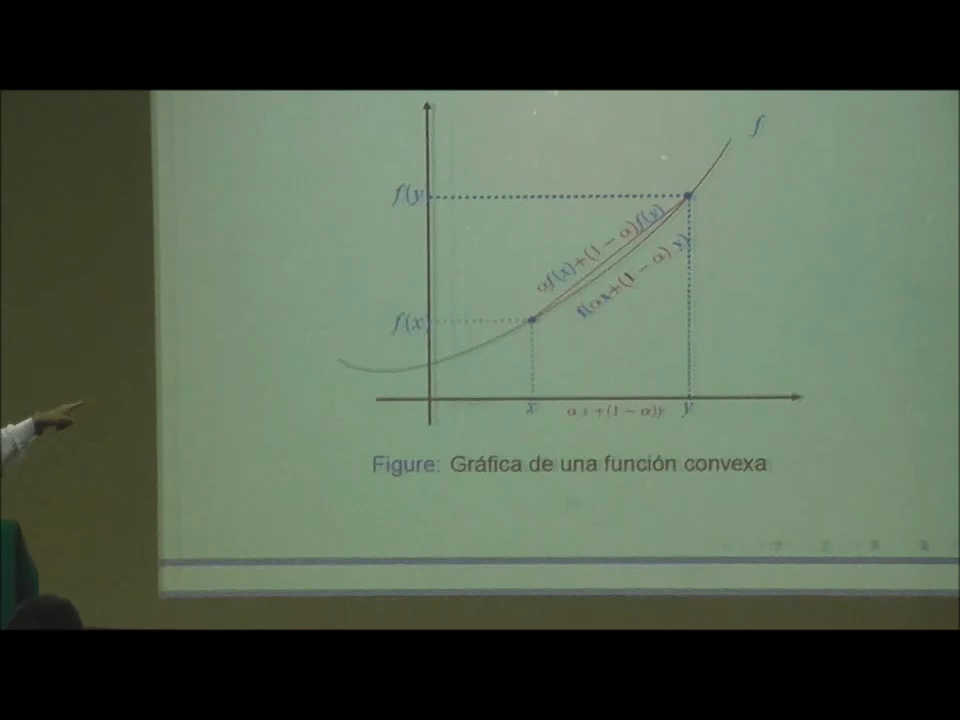 f
f(y
αf(x)+(1 − α)f(y)
f(αx+(1 − α) y)
f(x
x
αx+(1 − α)y
y
Figure: Gráfica de una función convexa